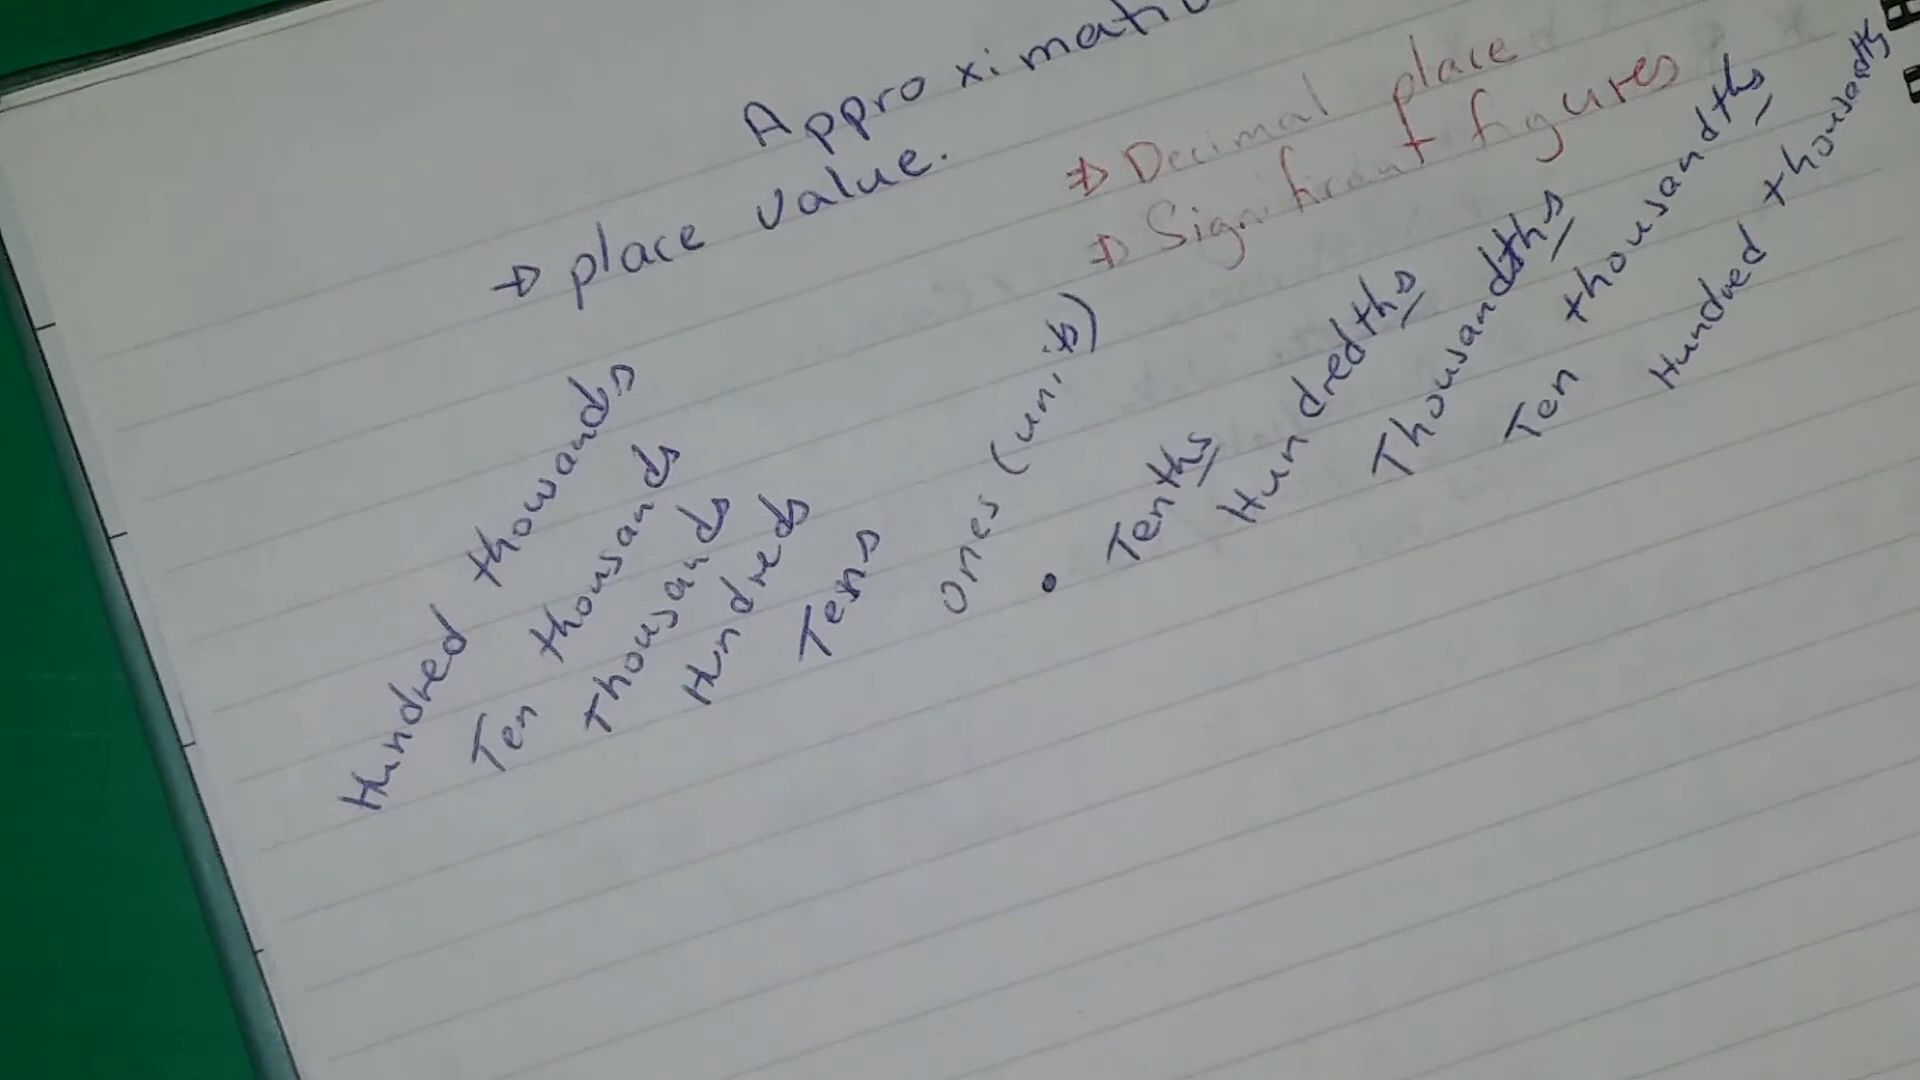 Approximati
→ place value.
→ Decimal place
→ Significant figures
Hundred thousands
Ten thousands
Thousands
Hundreds
Tens
ones (units)
•
Tenths
Hundredths
Thousandths
Ten thousandths
Hundred thousandth